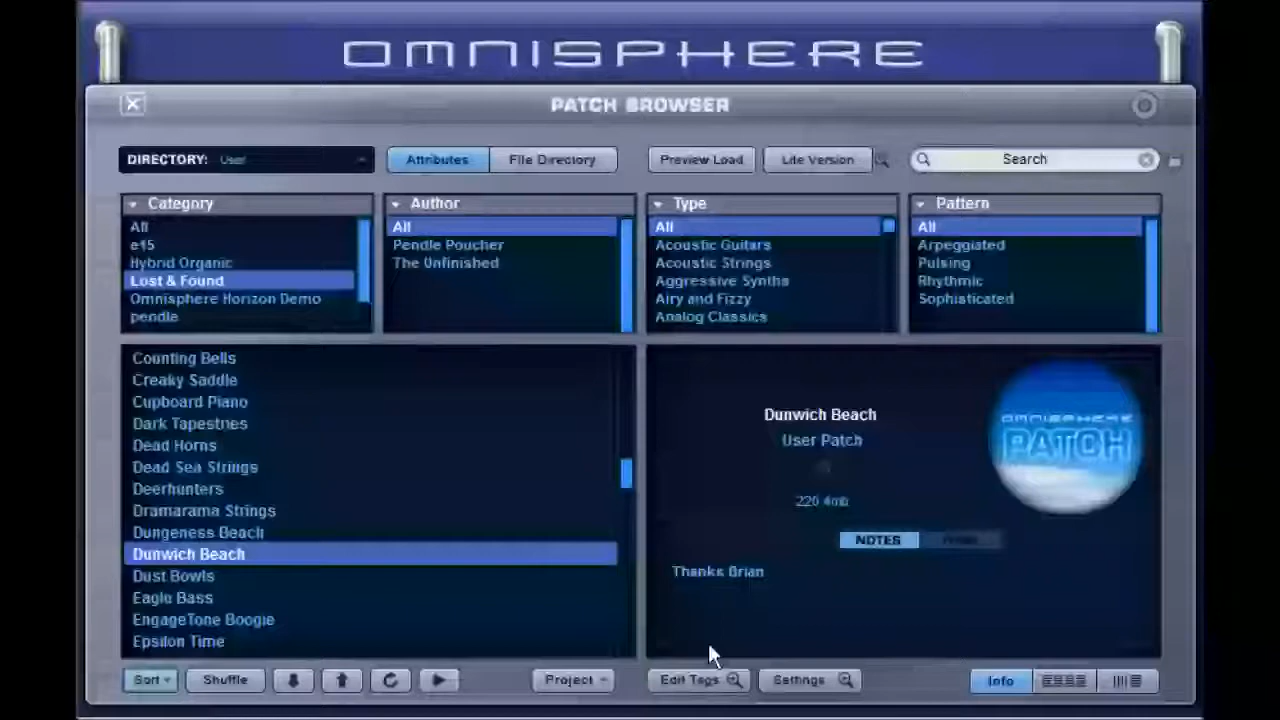 OMNISPHERE
PATCH BROWSER
DIRECTORY: User
Attributes
File Directory
Preview Load
Lite Version
Search
Category
All
e15
Hybrid Organic
Lost & Found
Omnisphere Horizon Demo
pendle
Author
All
Pendle Poucher
The Unfinished
Type
All
Acoustic Guitars
Acoustic Strings
Aggressive Synths
Airy and Fizzy
Analog Classics
Pattern
All
Arpeggiated
Pulsing
Rhythmic
Sophisticated
Counting Bells
Creaky Saddle
Cupboard Piano
Dark Tapestries
Dead Horns
Dead Sea Strings
Deerhunters
Dramarama Strings
Dungeness Beach
Dunwich Beach
Dust Bowls
Eagle Bass
EngageTone Boogie
Epsilon Time
Dunwich Beach
User Patch
220.4mb
NOTES
Thanks Brian
OMNISPHERE
PATCH
Sort
Shuffle
Project
Edit Tags
Settings
Info